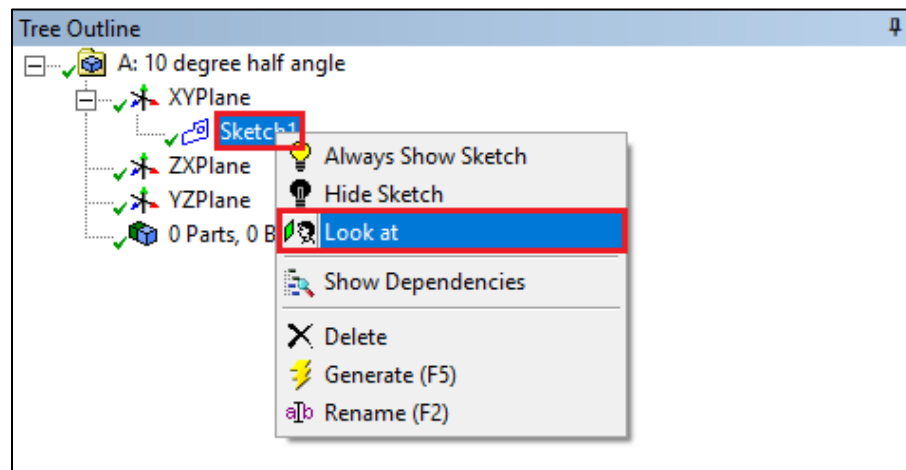 Tree Outline
A: 10 degree half angle
XYPlane
Sketch1
ZXPlane
YZPlane
0 Parts, 0 B
Always Show Sketch
Hide Sketch
Look at
Show Dependencies
Delete
Generate (F5)
Rename (F2)